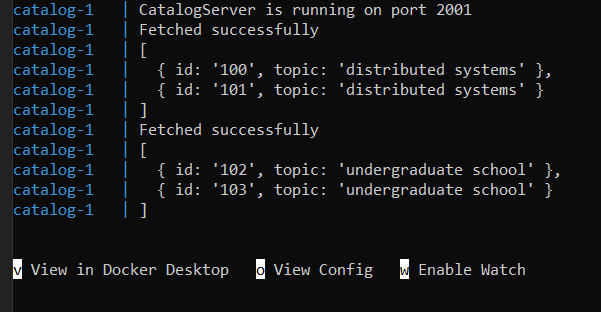 catalog-1 | CatalogServer is running on port 2001
catalog-1 | Fetched successfully
catalog-1 | [
catalog-1 |   { id: '100', topic: 'distributed systems' },
catalog-1 |   { id: '101', topic: 'distributed systems' }
catalog-1 | ]
catalog-1 | Fetched successfully
catalog-1 | [
catalog-1 |   { id: '102', topic: 'undergraduate school' },
catalog-1 |   { id: '103', topic: 'undergraduate school' }
catalog-1 | ]
v View in Docker Desktop   o View Config   w Enable Watch